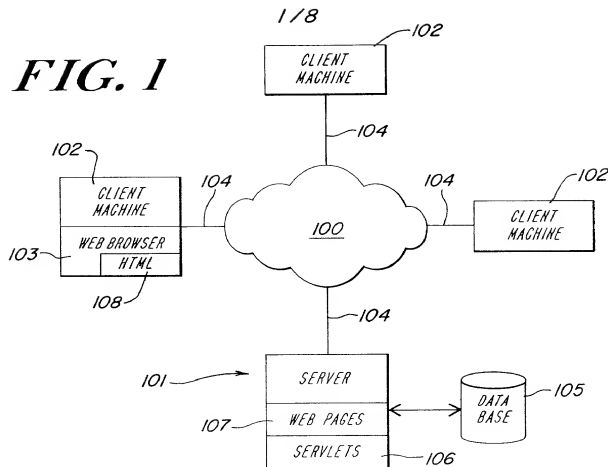 1/8
FIG. 1
102
CLIENT
MACHINE
104
102
CLIENT
MACHINE
104
103
WEB BROWSER
HTML
108
100
104
102
CLIENT
MACHINE
104
101
SERVER
107
WEB PAGES
SERVLETS
106
DATA
BASE
105